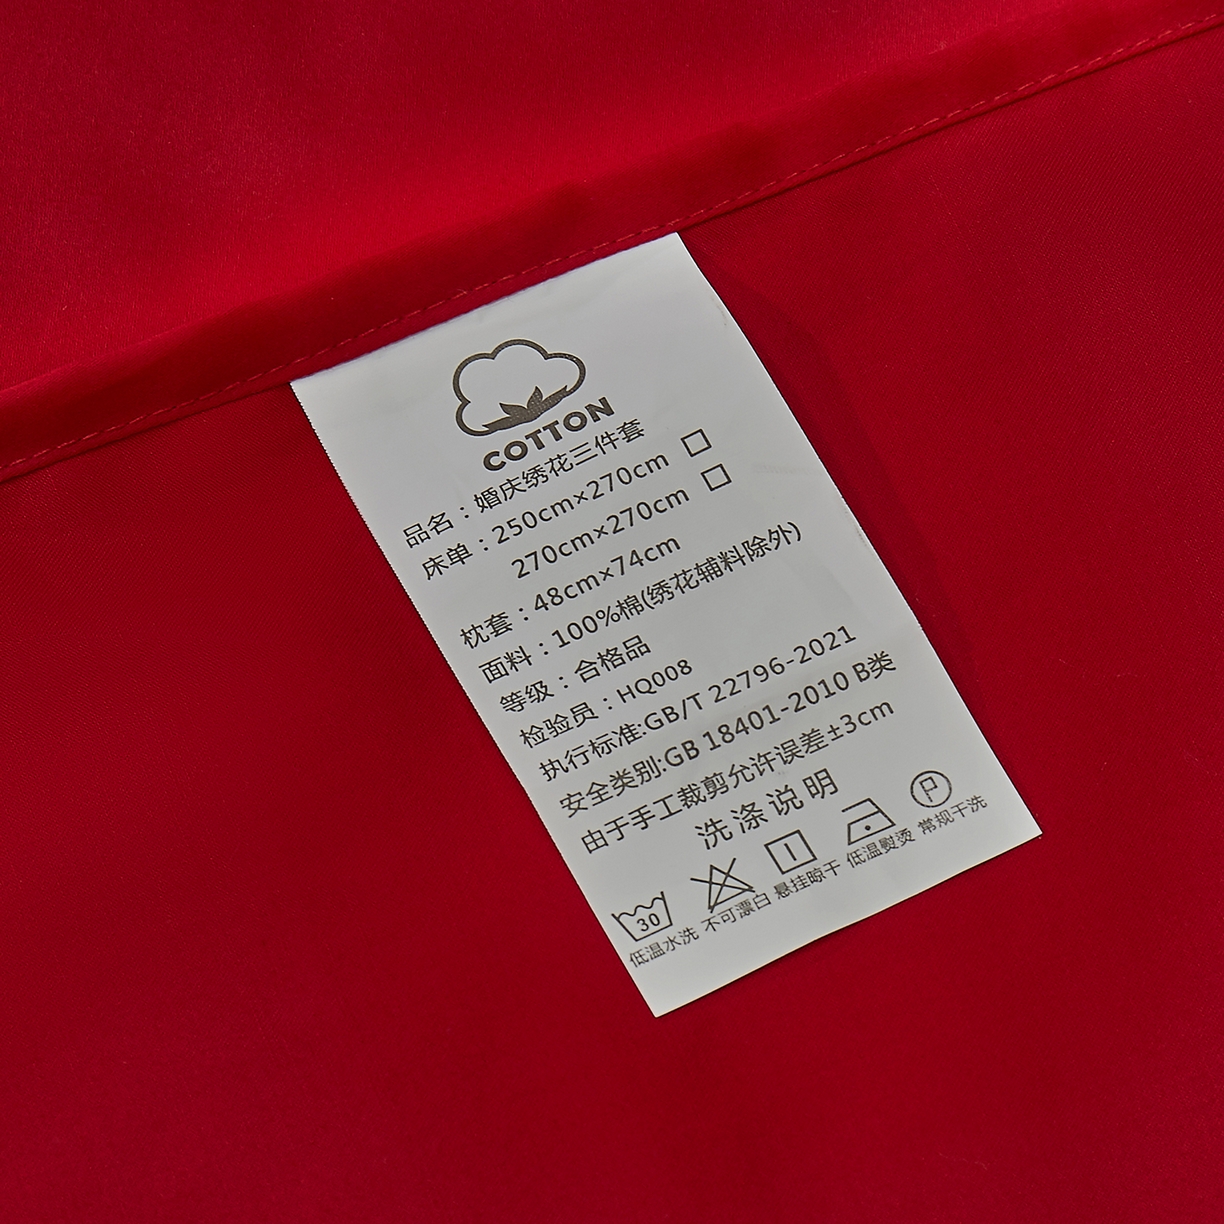 COTTON
品名：婚庆绣花三件套
床单：250cm×270cm □
270cm×270cm □
枕套：48cm×74cm
面料：100%棉(绣花辅料除外)
等级：合格品
检验员：HQ008
执行标准:GB/T 22796-2021
安全类别:GB 18401-2010 B类
由于手工裁剪允许误差±3cm
洗涤说明
30 P
低温水洗 不可漂白 悬挂晾干 低温熨烫 常规干洗